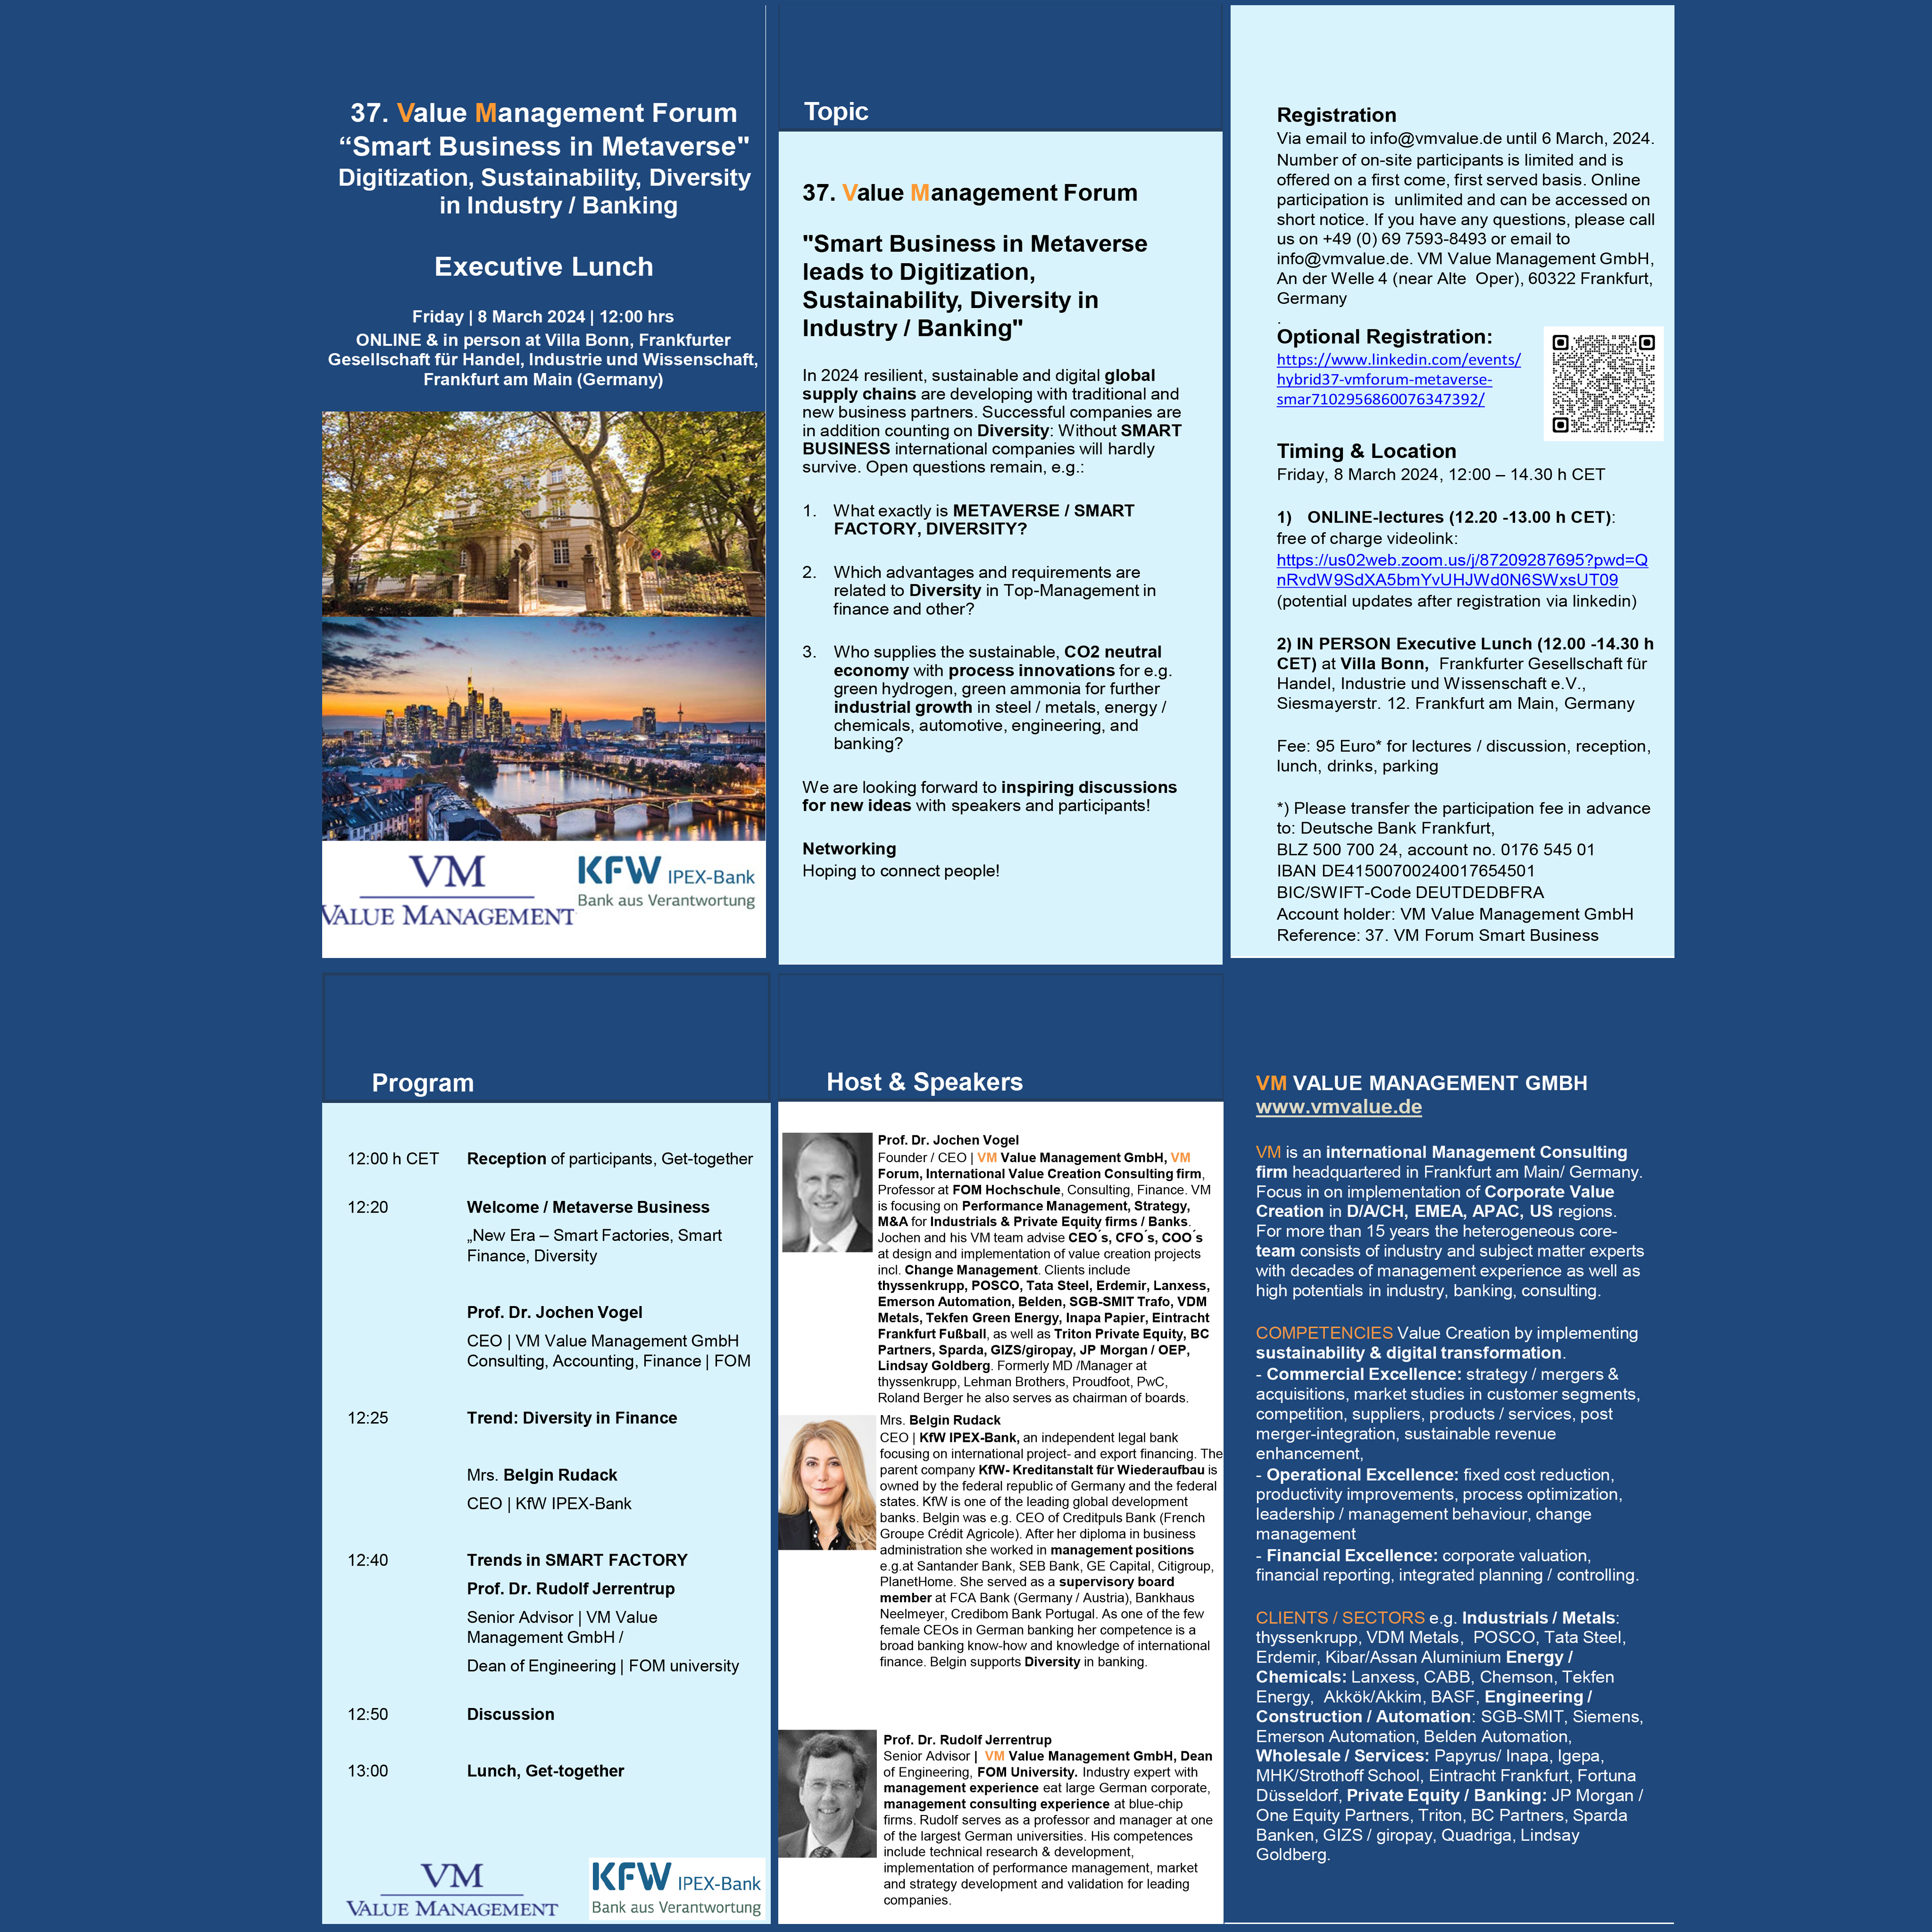 37. Value Management Forum
“Smart Business in Metaverse"
Digitization, Sustainability, Diversity
in Industry / Banking
Executive Lunch
Friday | 8 March 2024 | 12:00 hrs
ONLINE & in person at Villa Bonn, Frankfurter
Gesellschaft für Handel, Industrie und Wissenschaft,
Frankfurt am Main (Germany)
VM
VALUE MANAGEMENT
KFW IPEX-Bank
Bank aus Verantwortung
Topic
37. Value Management Forum
"Smart Business in Metaverse
leads to Digitization,
Sustainability, Diversity in
Industry / Banking"
In 2024 resilient, sustainable and digital global
supply chains are developing with traditional and
new business partners. Successful companies are
in addition counting on Diversity: Without SMART
BUSINESS international companies will hardly
survive. Open questions remain, e.g.:
1. What exactly is METAVERSE / SMART
FACTORY, DIVERSITY?
2. Which advantages and requirements are
related to Diversity in Top-Management in
finance and other?
3. Who supplies the sustainable, CO2 neutral
economy with process innovations for e.g.
green hydrogen, green ammonia for further
industrial growth in steel / metals, energy /
chemicals, automotive, engineering, and
banking?
We are looking forward to inspiring discussions
for new ideas with speakers and participants!
Networking
Hoping to connect people!
Registration
Via email to info@vmvalue.de until 6 March, 2024.
Number of on-site participants is limited and is
offered on a first come, first served basis. Online
participation is unlimited and can be accessed on
short notice. If you have any questions, please call
us on +49 (0) 69 7593-8493 or email to
info@vmvalue.de. VM Value Management GmbH,
An der Welle 4 (near Alte Oper), 60322 Frankfurt,
Germany
.
Optional Registration:
https://www.linkedin.com/events/
hybrid37-vmforum-metaverse-
smar7102956860076347392/
Timing & Location
Friday, 8 March 2024, 12:00 – 14.30 h CET
1) ONLINE-lectures (12.20 -13.00 h CET):
free of charge videolink:
https://us02web.zoom.us/j/87209287695?pwd=Q
nRvdW9SdXA5bmYvUHJWd0N6SWxsUT09
(potential updates after registration via linkedin)
2) IN PERSON Executive Lunch (12.00 -14.30 h
CET) at Villa Bonn, Frankfurter Gesellschaft für
Handel, Industrie und Wissenschaft e.V.,
Siesmayerstr. 12. Frankfurt am Main, Germany
Fee: 95 Euro* for lectures / discussion, reception,
lunch, drinks, parking
*) Please transfer the participation fee in advance
to: Deutsche Bank Frankfurt,
BLZ 500 700 24, account no. 0176 545 01
IBAN DE41500700240017654501
BIC/SWIFT-Code DEUTDEDBFRA
Account holder: VM Value Management GmbH
Reference: 37. VM Forum Smart Business
Program
12:00 h CET Reception of participants, Get-together
12:20 Welcome / Metaverse Business
„New Era – Smart Factories, Smart
Finance, Diversity
Prof. Dr. Jochen Vogel
CEO | VM Value Management GmbH
Consulting, Accounting, Finance | FOM
12:25 Trend: Diversity in Finance
Mrs. Belgin Rudack
CEO | KfW IPEX-Bank
12:40 Trends in SMART FACTORY
Prof. Dr. Rudolf Jerrentrup
Senior Advisor | VM Value
Management GmbH /
Dean of Engineering | FOM university
12:50 Discussion
13:00 Lunch, Get-together
VM
VALUE MANAGEMENT
KFW IPEX-Bank
Bank aus Verantwortung
Host & Speakers
Prof. Dr. Jochen Vogel
Founder / CEO | VM Value Management GmbH, VM
Forum, International Value Creation Consulting firm,
Professor at FOM Hochschule, Consulting, Finance. VM
is focusing on Performance Management, Strategy,
M&A for Industrials & Private Equity firms / Banks.
Jochen and his VM team advise CEO´s, CFO´s, COO´s
at design and implementation of value creation projects
incl. Change Management. Clients include
thyssenkrupp, POSCO, Tata Steel, Erdemir, Lanxess,
Emerson Automation, Belden, SGB-SMIT Trafo, VDM
Metals, Tekfen Green Energy, Inapa Papier, Eintracht
Frankfurt Fußball, as well as Triton Private Equity, BC
Partners, Sparda, GIZS/giropay, JP Morgan / OEP,
Lindsay Goldberg. Formerly MD /Manager at
thyssenkrupp, Lehman Brothers, Proudfoot, PwC,
Roland Berger he also serves as chairman of boards.
Mrs. Belgin Rudack
CEO | KfW IPEX-Bank, an independent legal bank
focusing on international project- and export financing. The
parent company KfW- Kreditanstalt für Wiederaufbau is
owned by the federal republic of Germany and the federal
states. KfW is one of the leading global development
banks. Belgin was e.g. CEO of Creditpuls Bank (French
Groupe Crédit Agricole). After her diploma in business
administration she worked in management positions
e.g.at Santander Bank, SEB Bank, GE Capital, Citigroup,
PlanetHome. She served as a supervisory board
member at FCA Bank (Germany / Austria), Bankhaus
Neelmeyer, Credibom Bank Portugal. As one of the few
female CEOs in German banking her competence is a
broad banking know-how and knowledge of international
finance. Belgin supports Diversity in banking.
Prof. Dr. Rudolf Jerrentrup
Senior Advisor | VM Value Management GmbH, Dean
of Engineering, FOM University. Industry expert with
management experience eat large German corporate,
management consulting experience at blue-chip
firms. Rudolf serves as a professor and manager at one
of the largest German universities. His competences
include technical research & development,
implementation of performance management, market
and strategy development and validation for leading
companies.
VM VALUE MANAGEMENT GMBH
www.vmvalue.de
VM is an international Management Consulting
firm headquartered in Frankfurt am Main/ Germany.
Focus in on implementation of Corporate Value
Creation in D/A/CH, EMEA, APAC, US regions.
For more than 15 years the heterogeneous core-
team consists of industry and subject matter experts
with decades of management experience as well as
high potentials in industry, banking, consulting.
COMPETENCIES Value Creation by implementing
sustainability & digital transformation.
- Commercial Excellence: strategy / mergers &
acquisitions, market studies in customer segments,
competition, suppliers, products / services, post
merger-integration, sustainable revenue
enhancement,
- Operational Excellence: fixed cost reduction,
productivity improvements, process optimization,
leadership / management behaviour, change
management
- Financial Excellence: corporate valuation,
financial reporting, integrated planning / controlling.
CLIENTS / SECTORS e.g. Industrials / Metals:
thyssenkrupp, VDM Metals, POSCO, Tata Steel,
Erdemir, Kibar/Assan Aluminium Energy /
Chemicals: Lanxess, CABB, Chemson, Tekfen
Energy, Akkök/Akkim, BASF, Engineering /
Construction / Automation: SGB-SMIT, Siemens,
Emerson Automation, Belden Automation,
Wholesale / Services: Papyrus/ Inapa, Igepa,
MHK/Strothoff School, Eintracht Frankfurt, Fortuna
Düsseldorf, Private Equity / Banking: JP Morgan /
One Equity Partners, Triton, BC Partners, Sparda
Banken, GIZS / giropay, Quadriga, Lindsay
Goldberg.